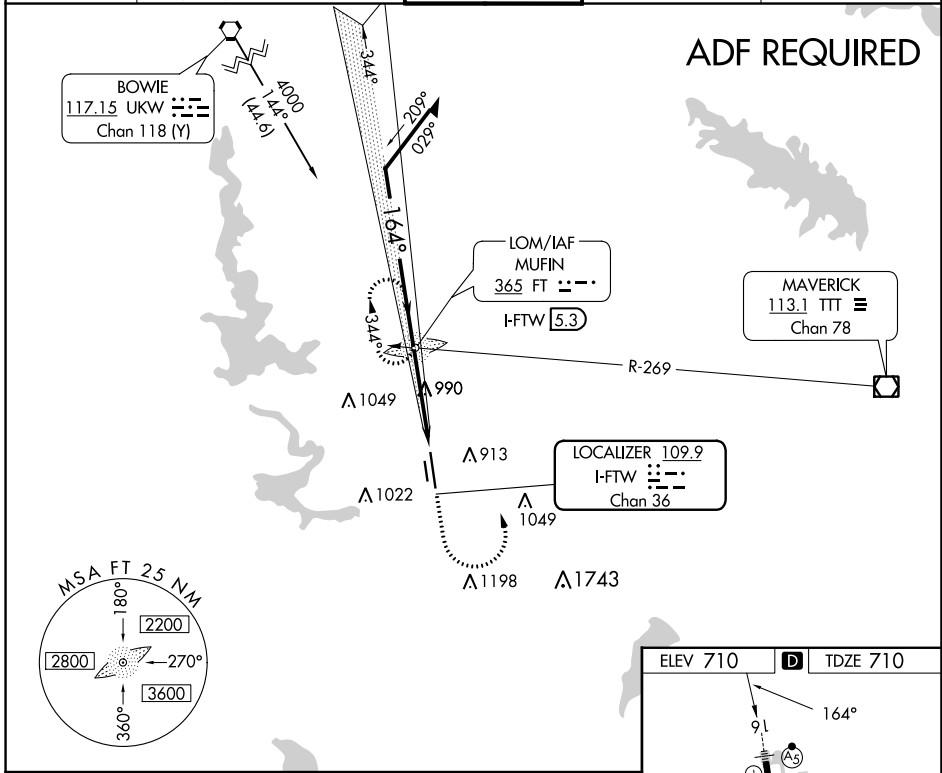 ADF REQUIRED
BOWIE
117.15 UKW
Chan 118 (Y)
4000
144°
(44.6)
344°
209°
029°
164°
LOM/IAF
MUFIN
365 FT
I-FTW 5.3
MAVERICK
113.1 TTT
Chan 78
344°
R-269
1049
990
913
1022
LOCALIZER 109.9
I-FTW
Chan 36
1049
1198
1743
MSA FT 25 NM
180°
2200
2800
270°
3600
360°
ELEV 710
D
TDZE 710
164°
16
A5